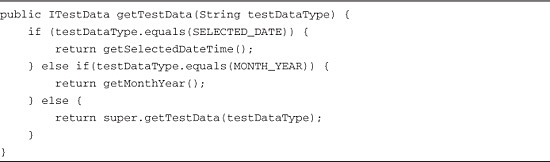 public ITestData getTestData(String testDataType) {
    if (testDataType.equals(SELECTED_DATE)) {
        return getSelectedDateTime();
    } else if(testDataType.equals(MONTH_YEAR)) {
        return getMonthYear();
    } else {
        return super.getTestData(testDataType);
    }
}